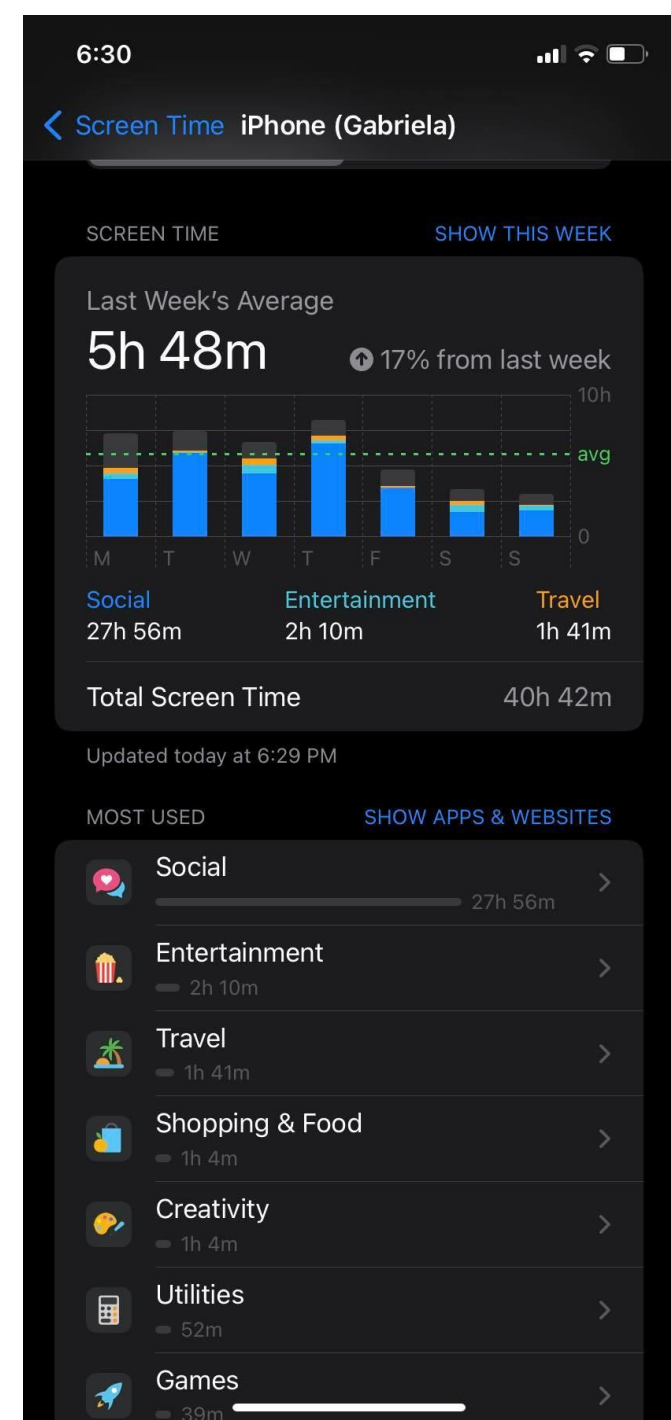 6:30
Screen Time iPhone (Gabriela)
SCREEN TIME SHOW THIS WEEK
Last Week's Average
5h 48m 17% from last week
10h
avg
0
M T W T F S S
Social Entertainment Travel
27h 56m 2h 10m 1h 41m
Total Screen Time 40h 42m
Updated today at 6:29 PM
MOST USED SHOW APPS & WEBSITES
Social
27h 56m
Entertainment
2h 10m
Travel
1h 41m
Shopping & Food
1h 4m
Creativity
1h 4m
Utilities
52m
Games
39m